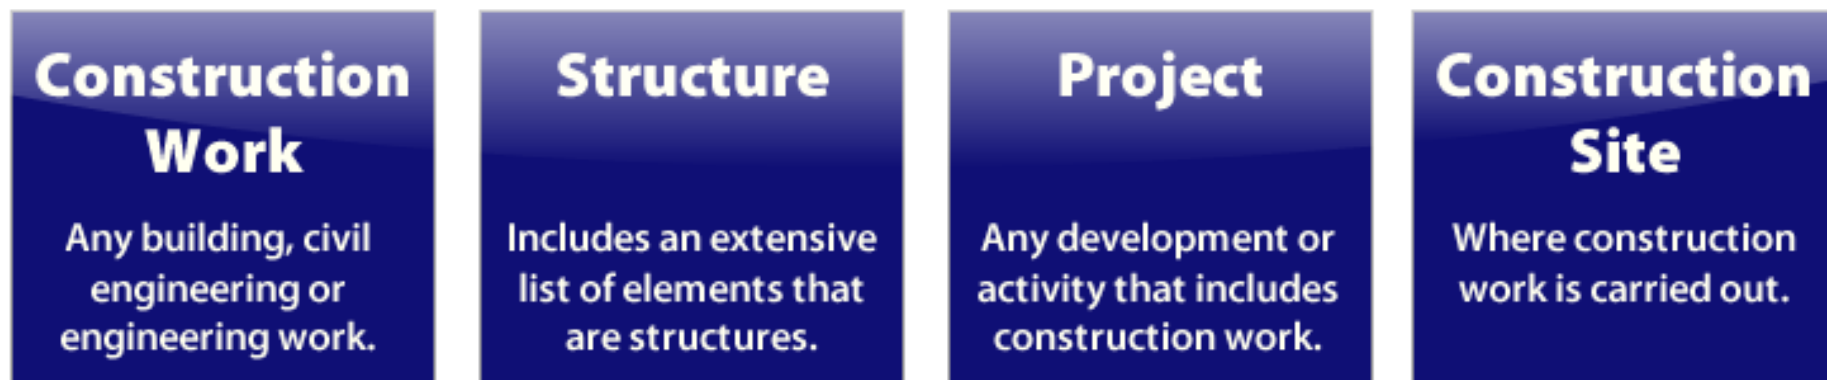 Construction
Work
Any building, civil
engineering or
engineering work.
Structure
Includes an extensive
list of elements that
are structures.
Project
Any development or
activity that includes
construction work.
Construction
Site
Where construction
work is carried out.